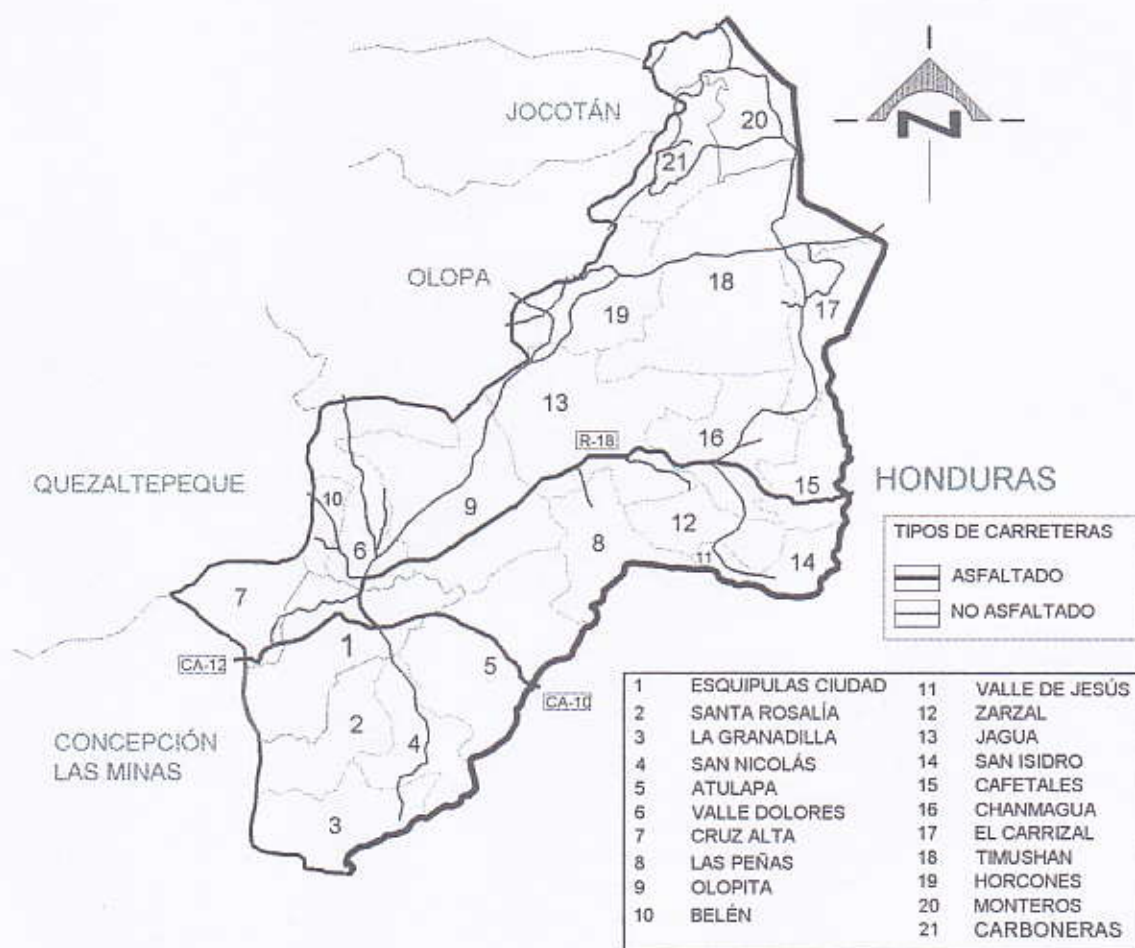 JOCOTÁN
N
20
21
OLOPA
18
17
19
13
R-18
16
QUEZALTEPEQUE
HONDURAS
15
10
9
12
8
6
11
14
7
TIPOS DE CARRETERAS
ASFALTADO
NO ASFALTADO
1
CA-12
5
CA-10
2
4
CONCEPCIÓN
LAS MINAS
3
1 ESQUIPULAS CIUDAD
2 SANTA ROSALÍA
3 LA GRANADILLA
4 SAN NICOLÁS
5 ATULAPA
6 VALLE DOLORES
7 CRUZ ALTA
8 LAS PEÑAS
9 OLOPITA
10 BELÉN
11 VALLE DE JESÚS
12 ZARZAL
13 JAGUA
14 SAN ISIDRO
15 CAFETALES
16 CHANMAGUA
17 EL CARRIZAL
18 TIMUSHAN
19 HORCONES
20 MONTEROS
21 CARBONERAS